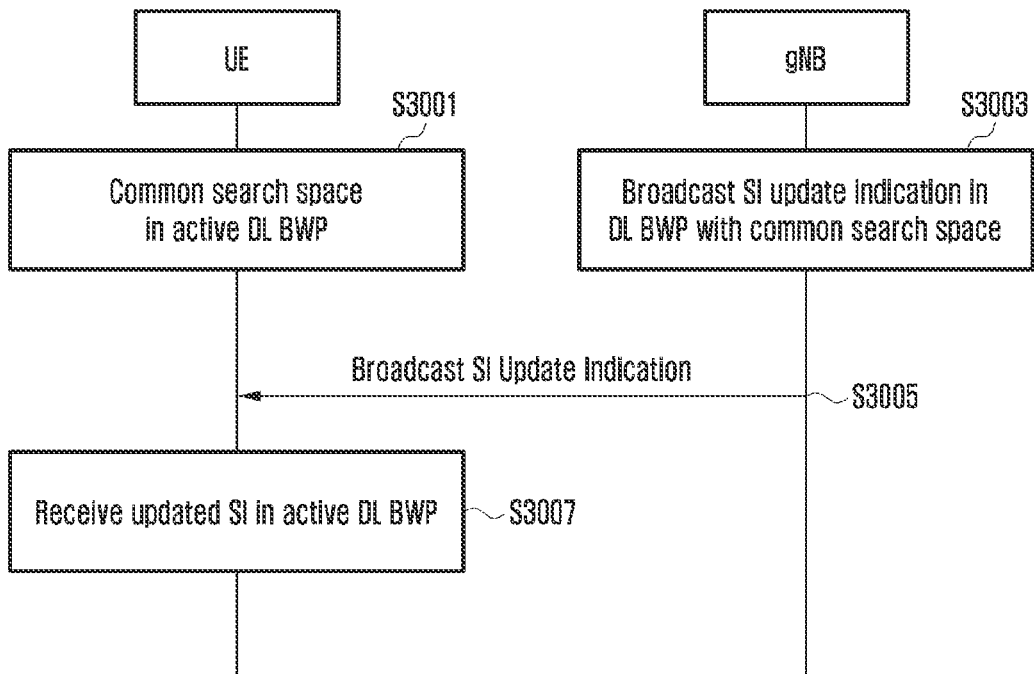 UE
gNB
S3001
S3003
Common search space
in active DL BWP
Broadcast SI update indication in
DL BWP with common search space
Broadcast SI Update Indication
S3005
Receive updated SI in active DL BWP
S3007